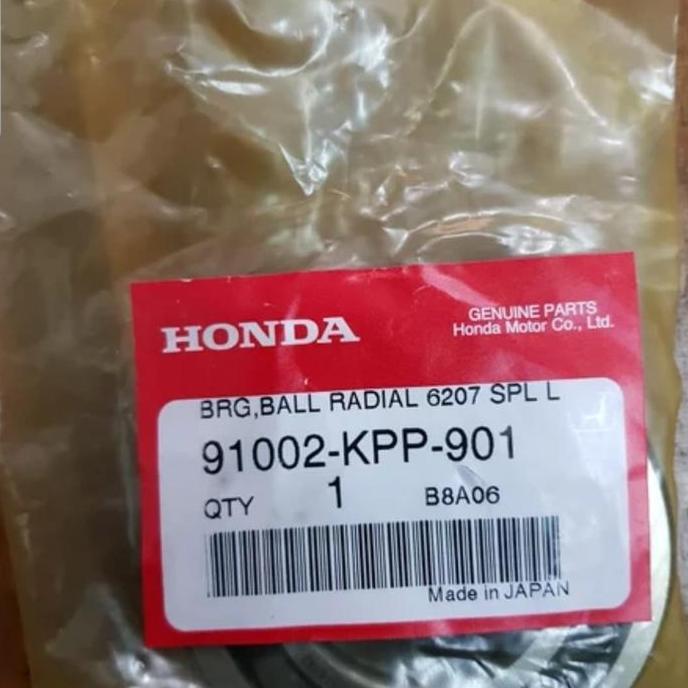 HONDA
GENUINE PARTS
Honda Motor Co., Ltd.
BRG,BALL RADIAL 6207 SPL L
91002-KPP-901
QTY 1 B8A06
Made in JAPAN